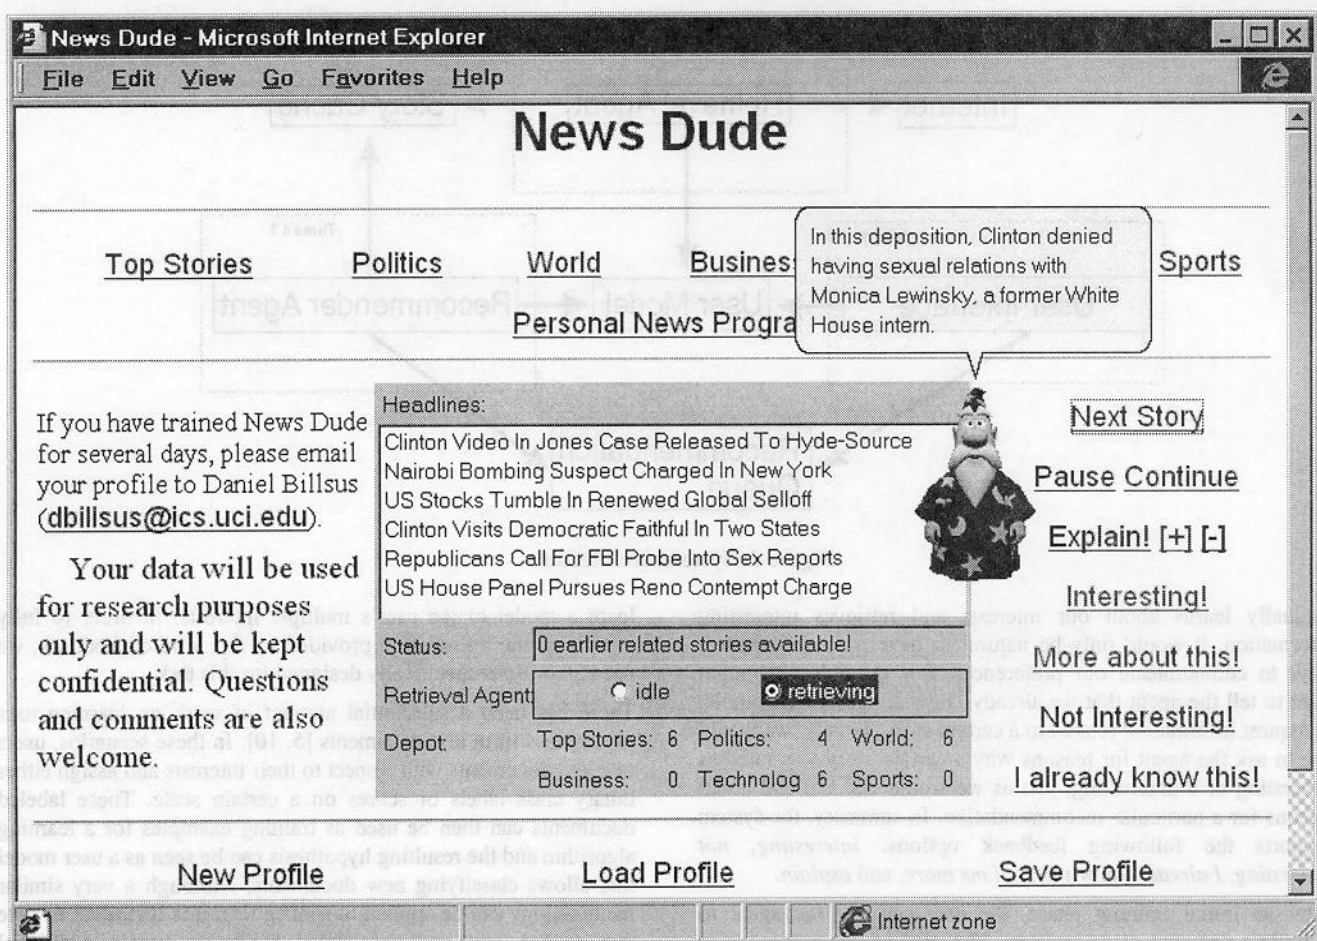 News Dude - Microsoft Internet Explorer
File Edit View Go Favorites Help
News Dude
Top Stories Politics World Busines Sports
Personal News Progra
In this deposition, Clinton denied
having sexual relations with
Monica Lewinsky, a former White
House intern.
If you have trained News Dude
for several days, please email
your profile to Daniel Billsus
(dbillsus@ics.uci.edu).
Your data will be used
for research purposes
only and will be kept
confidential. Questions
and comments are also
welcome.
Headlines:
Clinton Video In Jones Case Released To Hyde-Source
Nairobi Bombing Suspect Charged In New York
US Stocks Tumble In Renewed Global Selloff
Clinton Visits Democratic Faithful In Two States
Republicans Call For FBI Probe Into Sex Reports
US House Panel Pursues Reno Contempt Charge
Status: 0 earlier related stories available!
Retrieval Agent: idle retrieving
Depot: Top Stories: 6 Politics: 4 World: 6
Business: 0 Technolog 6 Sports: 0
Next Story
Pause Continue
Explain! [+] [-]
Interesting!
More about this!
Not Interesting!
I already know this!
New Profile Load Profile Save Profile
Internet zone